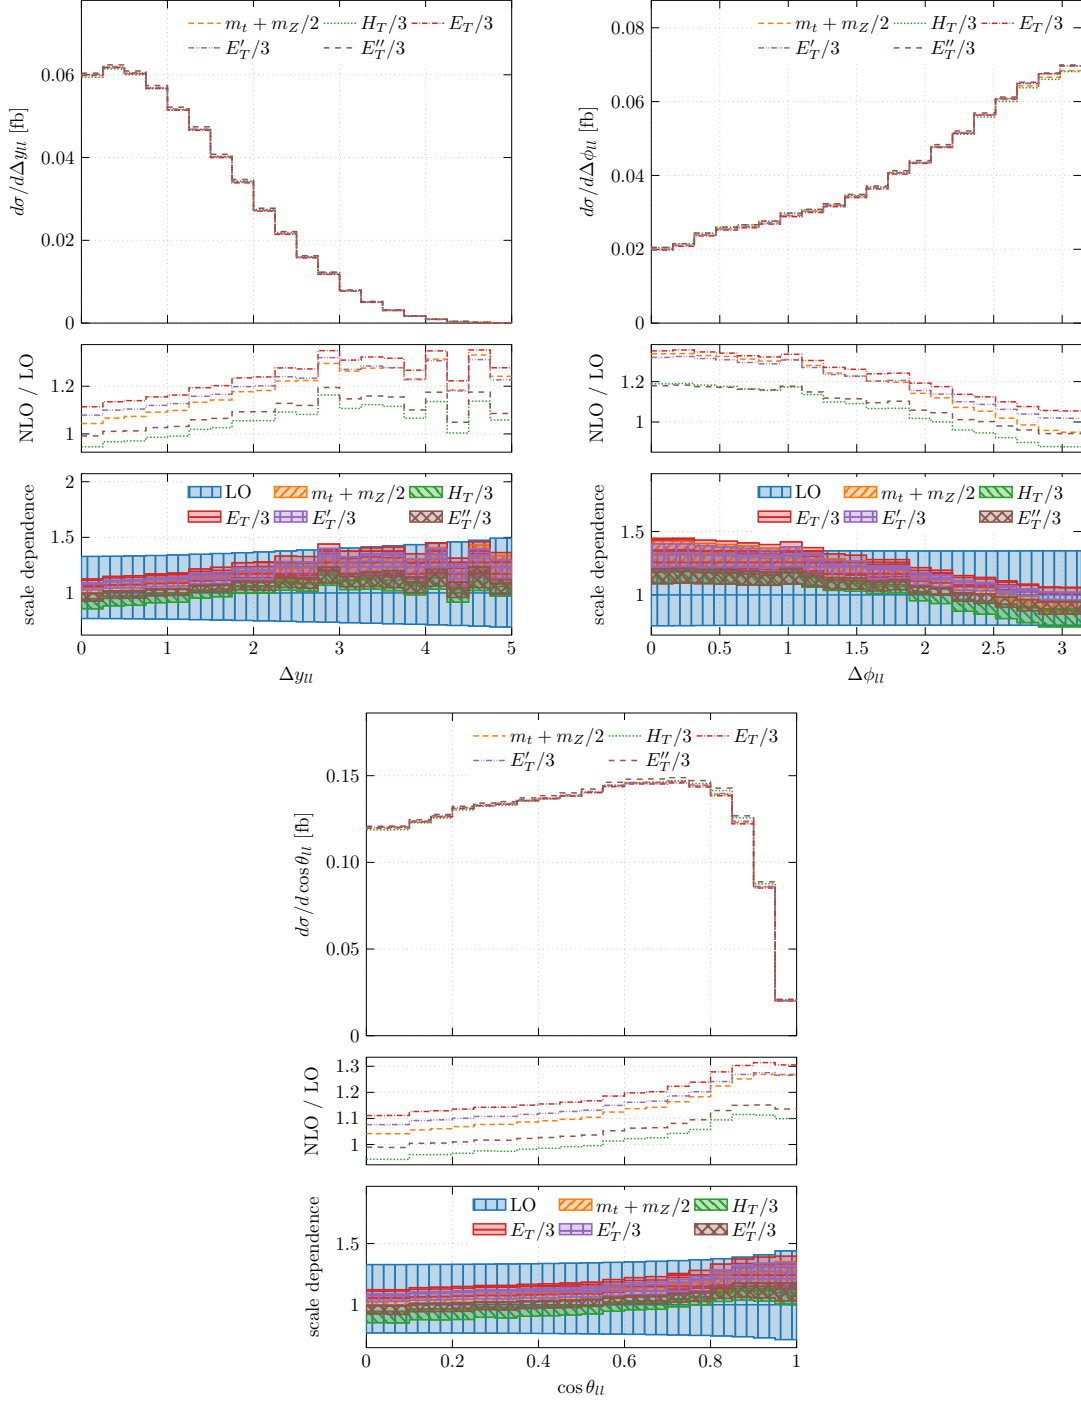 m_t + m_Z/2 H_T/3 E_T/3
E'_T/3 E''_T/3
dσ/dΔy_ll [fb]
0.06
0.04
0.02
0
NLO / LO
1.2
1
scale dependence
2
1.5
1
LO m_t + m_Z/2 H_T/3
E_T/3 E'_T/3 E''_T/3
0 1 2 3 4 5
Δy_ll
m_t + m_Z/2 H_T/3 E_T/3
E'_T/3 E''_T/3
dσ/dΔϕ_ll [fb]
0.08
0.06
0.04
0.02
0
NLO / LO
1.2
1
scale dependence
1.5
1
LO m_t + m_Z/2 H_T/3
E_T/3 E'_T/3 E''_T/3
0 0.5 1 1.5 2 2.5 3
Δϕ_ll
m_t + m_Z/2 H_T/3 E_T/3
E'_T/3 E''_T/3
dσ/d cos θ_ll [fb]
0.15
0.10
0.05
0
NLO / LO
1.3
1.2
1.1
1
scale dependence
1.5
1
LO m_t + m_Z/2 H_T/3
E_T/3 E'_T/3 E''_T/3
0 0.2 0.4 0.6 0.8 1
cos θ_ll